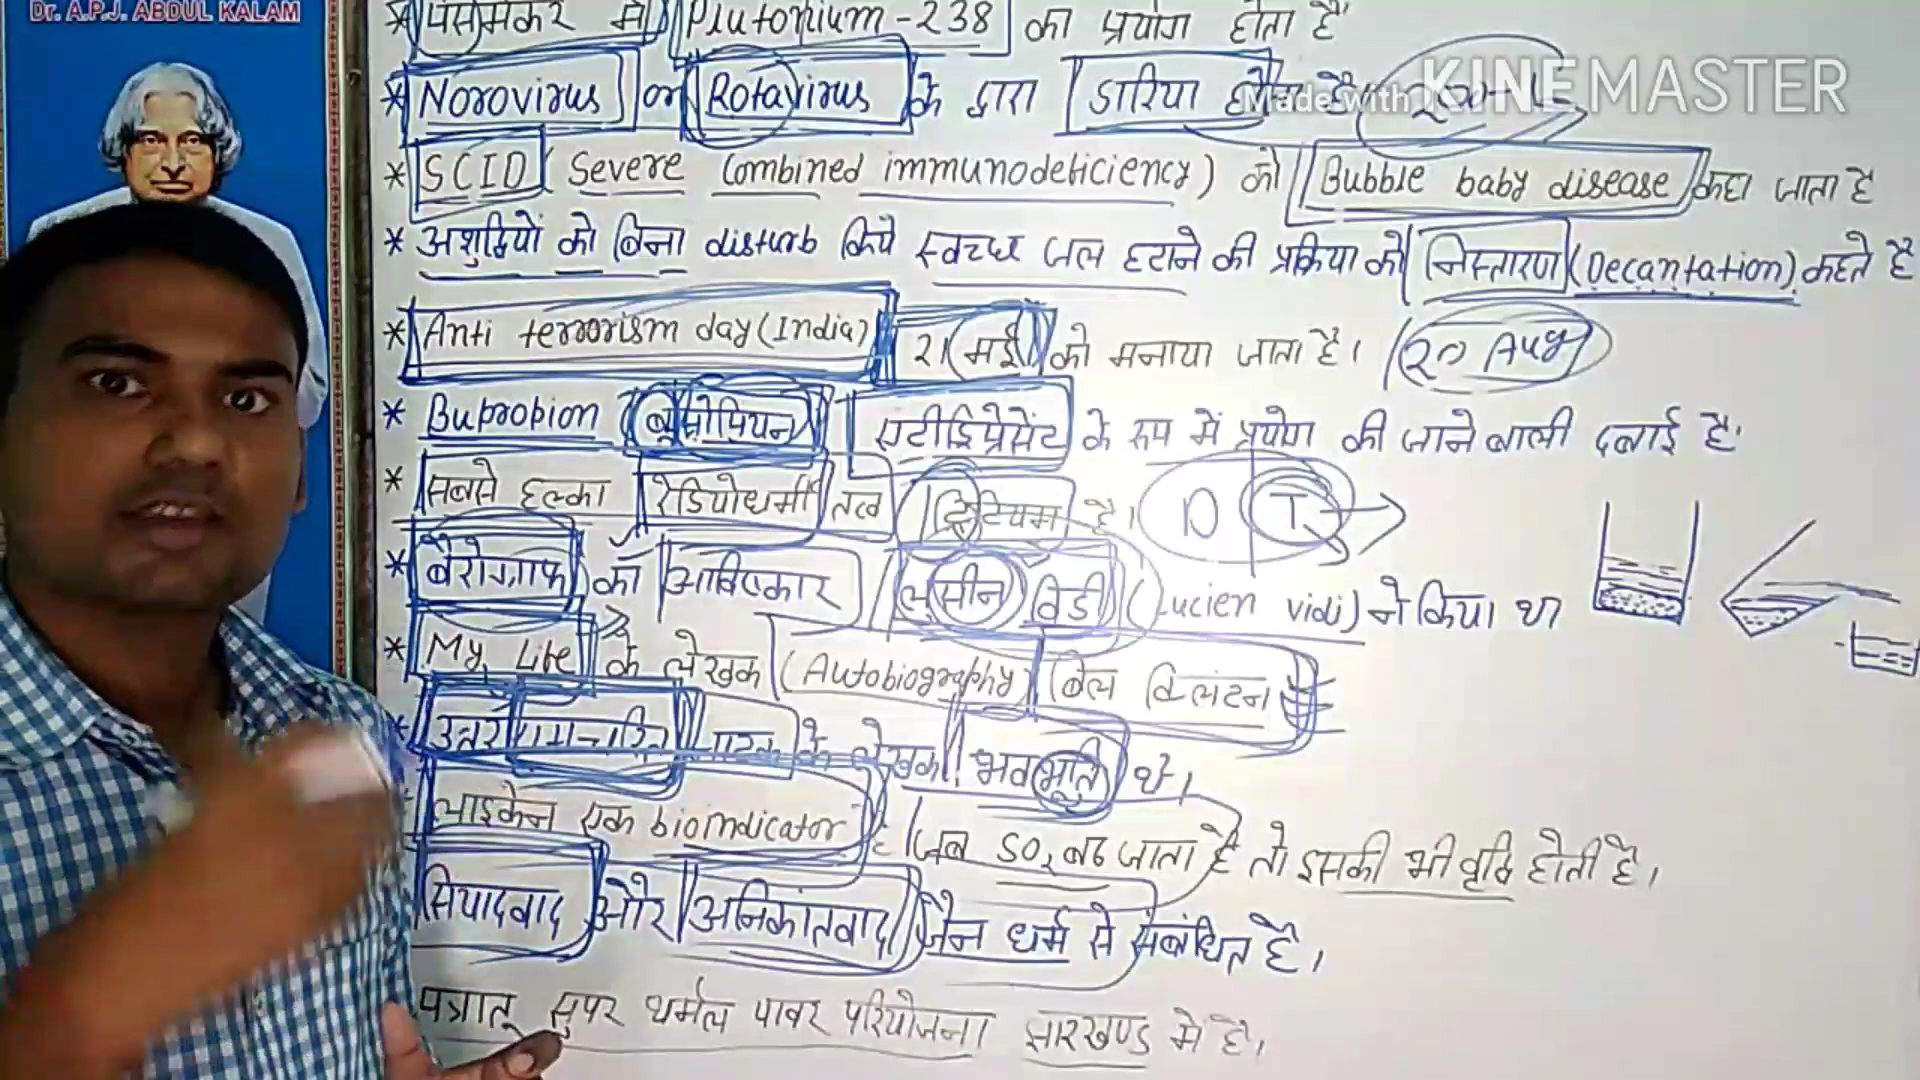 Dr. A.P.J. ABDUL KALAM
Made with KINEMASTER
* पेसमेकर में Plutonium-238 का प्रयोग होता है
* Norovirus or Rotavirus के द्वारा डारिया होता है।
* SCID (Severe Combined immunodeficiency) को Bubble baby disease कहा जाता है
* अशुद्धियों को बिना disturb किये स्वच्छ जल हटाने की प्रक्रिया को निस्तारण (Decantation) कहते है
* Anti terrorism day (India) 21 मई को मनाया जाता है। 20 Aug
* Bupropion एटीडिप्रेसेंट के रूप में प्रयोग की जाने वाली दवाई है।
* सबसे हल्का रेडियोधर्मी तत्व ट्रिटियम है। D T
* बैरोग्राफ का आविष्कार लूसीन विडी (Lucien vidi) ने किया था
* My Life के लेखक (Autobiography) बिल क्लिंटन है
* उत्तर रामचरित नाटक के लेखक भवभूति थे।
लाइकेन एक bioindicator है जब SO₂ बढ जाता है तो इसकी भी वृद्धि होती है।
सियादवाद और अनिकांतवाद जैन धर्म से संबंधित है।
पत्रातू सुपर थर्मल पावर परियोजना झारखण्ड में है।